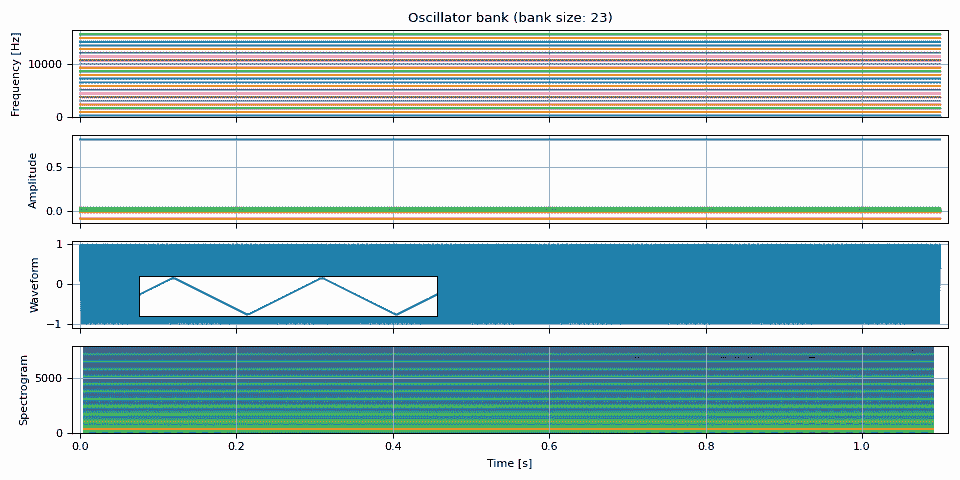 Oscillator bank (bank size: 23)
Frequency [Hz]
10000
0
Amplitude
0.5
0.0
Waveform
1
0
−1
Spectrogram
5000
0
0.0 0.2 0.4 0.6 0.8 1.0
Time [s]